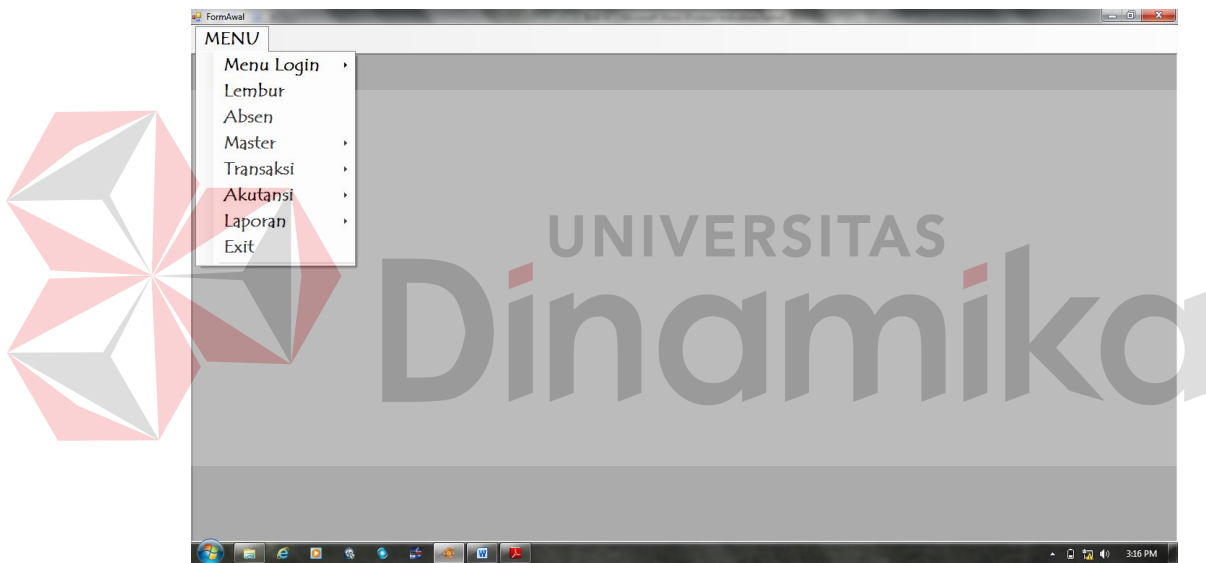 FormAwal
MENU
Menu Login
Lembur
Absen
Master
Transaksi
Akutansi
Laporan
Exit
UNIVERSITAS
Dinamika
3:16 PM